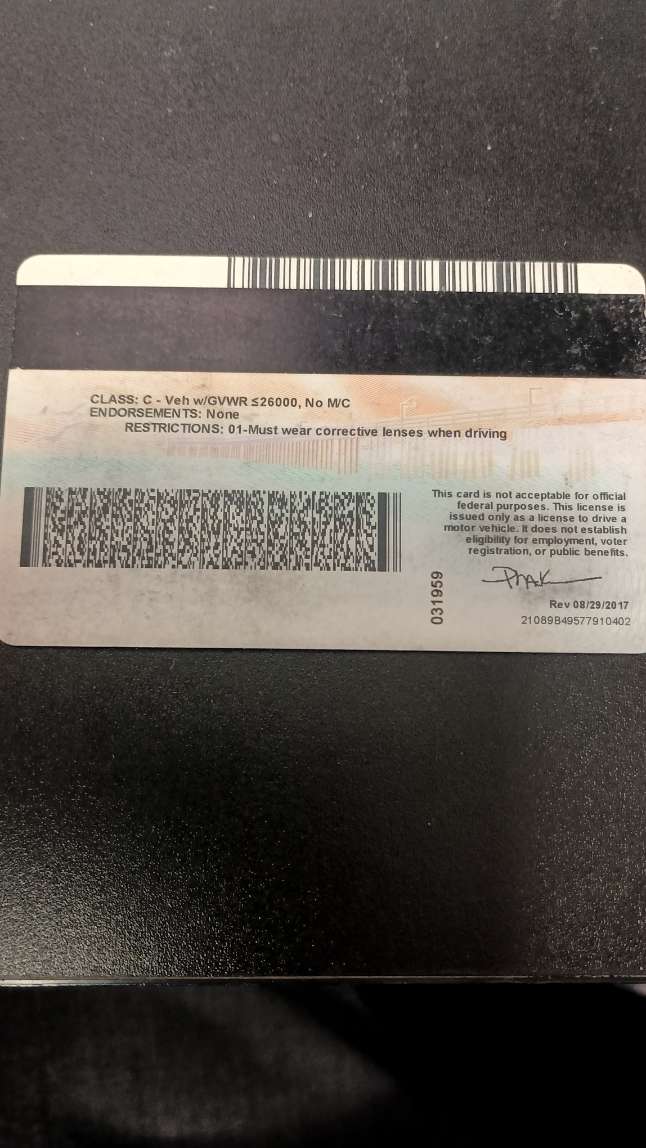 CLASS: C - Veh w/GVWR ≤26000, No M/C
ENDORSEMENTS: None
RESTRICTIONS: 01-Must wear corrective lenses when driving
This card is not acceptable for official
federal purposes. This license is
issued only as a license to drive a
motor vehicle. It does not establish
eligibility for employment, voter
registration, or public benefits.
031959
Rev 08/29/2017
21089B49577910402